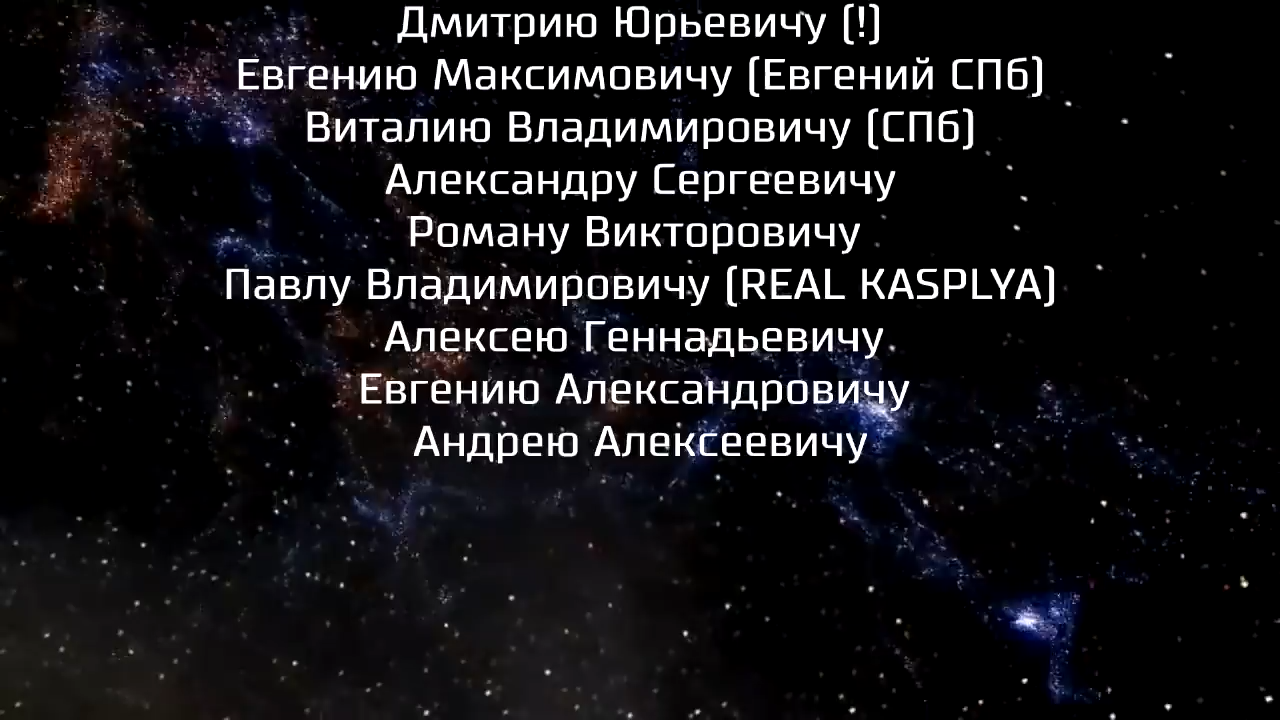 Дмитрию Юрьевичу (!)
Евгению Максимовичу (Евгений СПб)
Виталию Владимировичу (СПб)
Александру Сергеевичу
Роману Викторовичу
Павлу Владимировичу (REAL KASPLYA)
Алексею Геннадьевичу
Евгению Александровичу
Андрею Алексеевичу